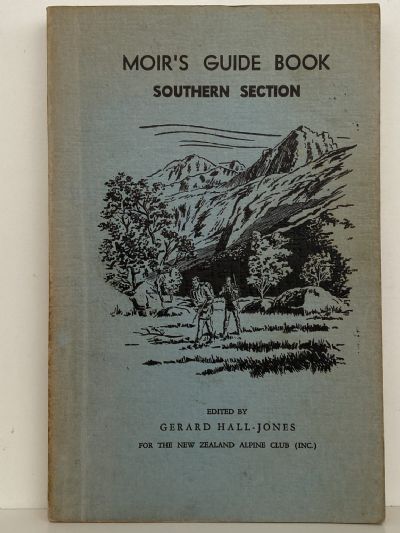 MOIR'S GUIDE BOOK
SOUTHERN SECTION
EDITED BY
GERARD HALL-JONES
FOR THE NEW ZEALAND ALPINE CLUB (INC.)